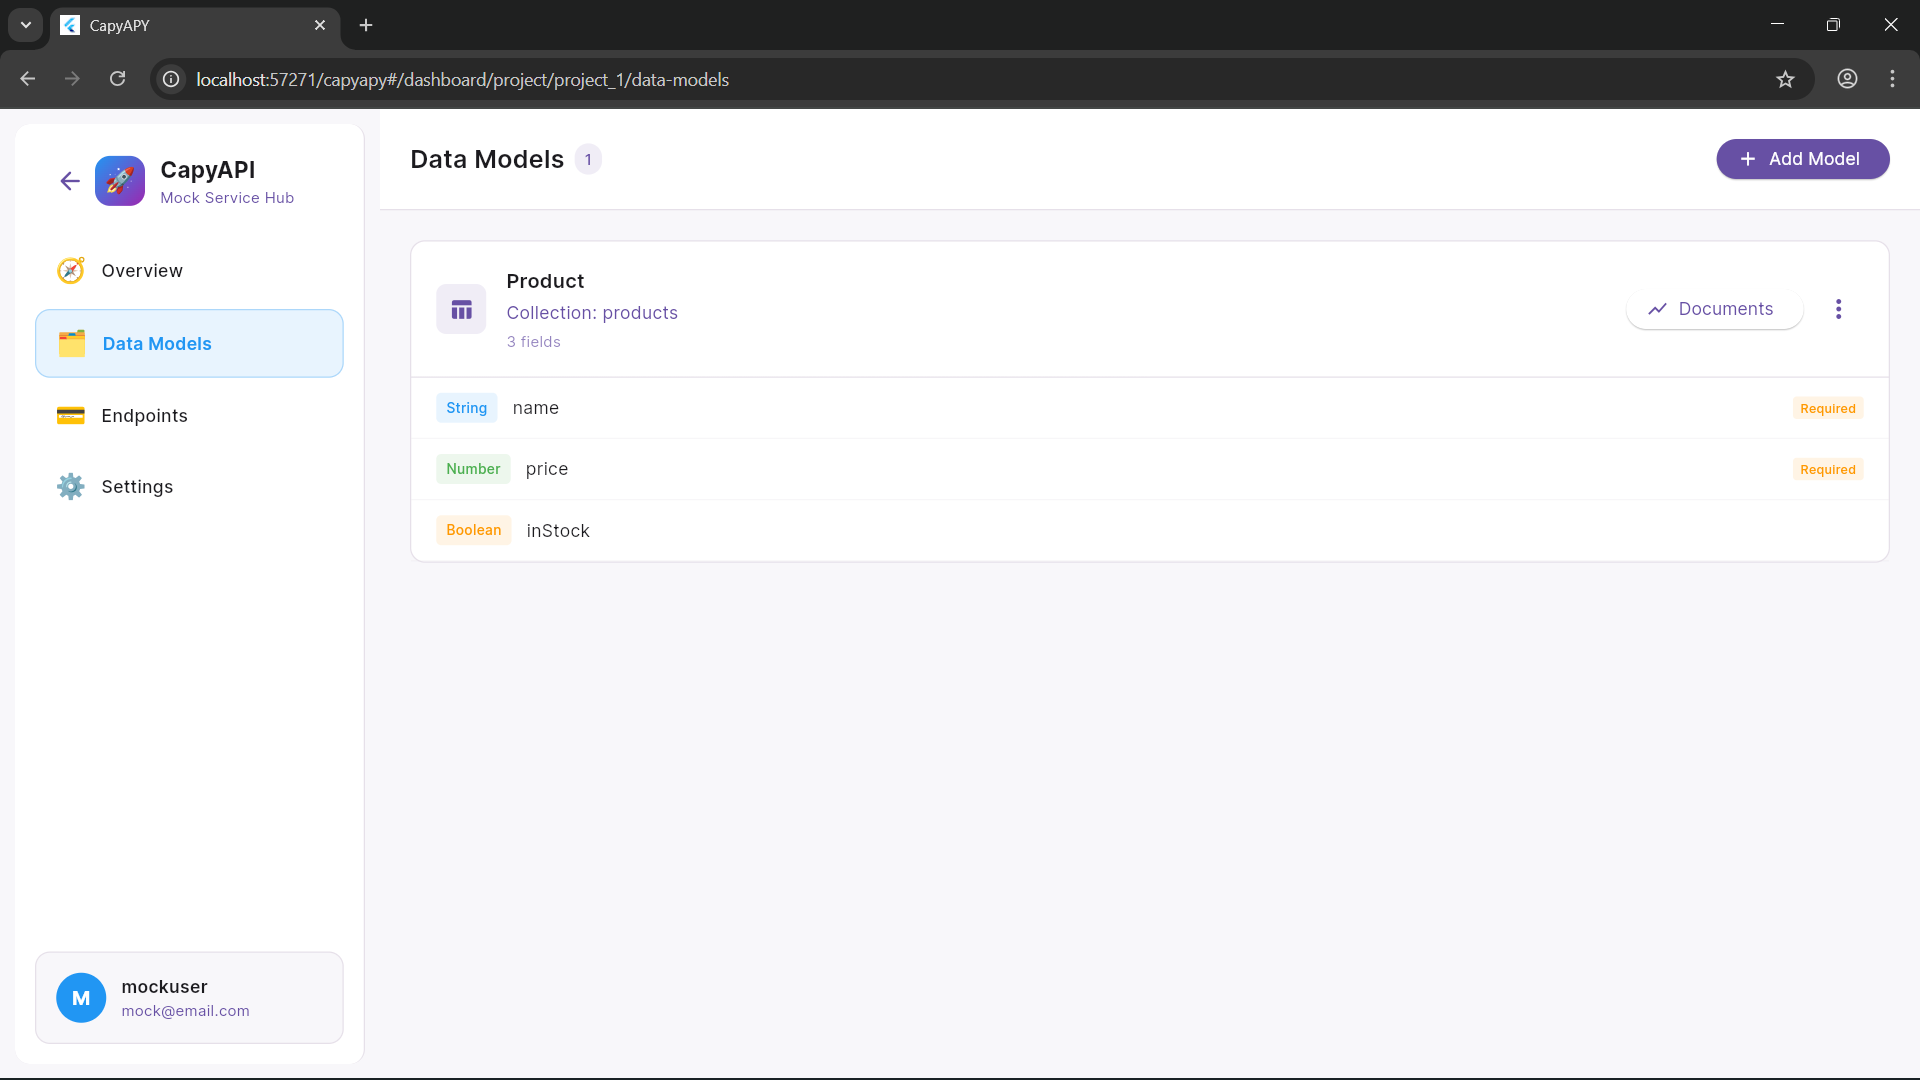 CapyAPY
localhost:57271/capyapy#/dashboard/project/project_1/data-models
CapyAPI
Mock Service Hub
Overview
Data Models
Endpoints
Settings
M
mockuser
mock@email.com
Data Models 1
+ Add Model
Product
Collection: products
3 fields
Documents
String name Required
Number price Required
Boolean inStock